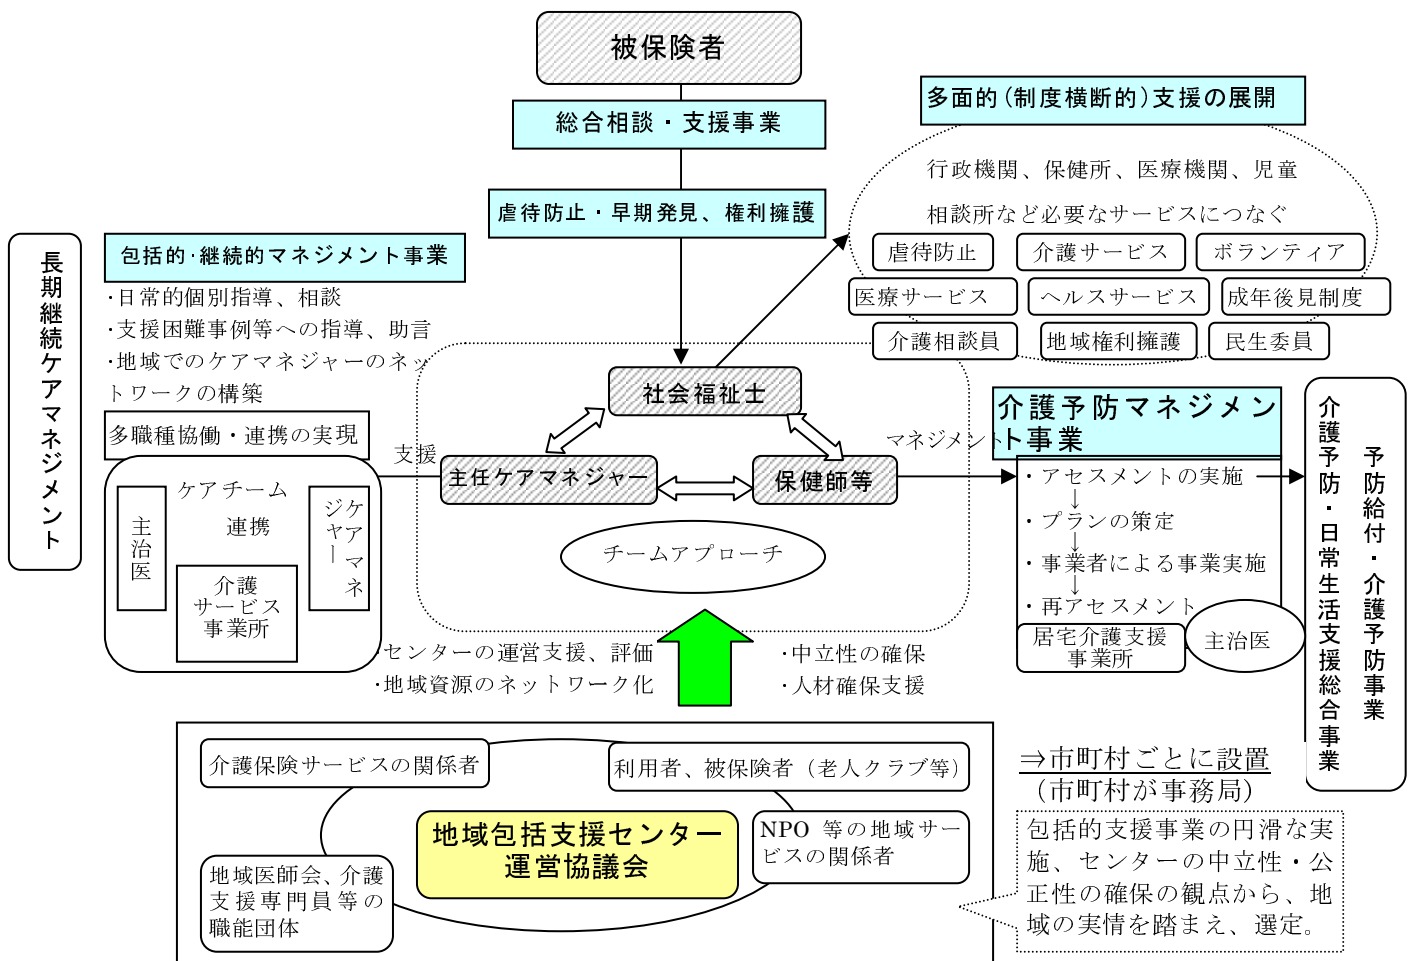 被保険者
総合相談・支援事業
虐待防止・早期発見、権利擁護
多面的（制度横断的）支援の展開
行政機関、保健所、医療機関、児童
相談所など必要なサービスにつなぐ
虐待防止
介護サービス
ボランティア
医療サービス
ヘルスサービス
成年後見制度
介護相談員
地域権利擁護
民生委員
長期継続ケアマネジメント
包括的・継続的マネジメント事業
・日常的個別指導、相談
・支援困難事例等への指導、助言
・地域でのケアマネジャーのネッ
トワークの構築
多職種協働・連携の実現
ケアチーム
連携
主治医
ケアマネ
ジャー
介護
サービス
事業所
支援
社会福祉士
主任ケアマネジャー
保健師等
チームアプローチ
マネジメント
介護予防マネジメン
ト事業
・アセスメントの実施
↓
・プランの策定
↓
・事業者による事業実施
↓
・再アセスメント
居宅介護支援
事業所
主治医
予防給付・介護予防事業
介護予防・日常生活支援総合事業
・センターの運営支援、評価
・地域資源のネットワーク化
・中立性の確保
・人材確保支援
介護保険サービスの関係者
利用者、被保険者（老人クラブ等）
地域包括支援センター
運営協議会
NPO 等の地域サー
ビスの関係者
地域医師会、介護
支援専門員等の
職能団体
⇒市町村ごとに設置
（市町村が事務局）
包括的支援事業の円滑な実
施、センターの中立性・公
正性の確保の観点から、地
域の実情を踏まえ、選定。